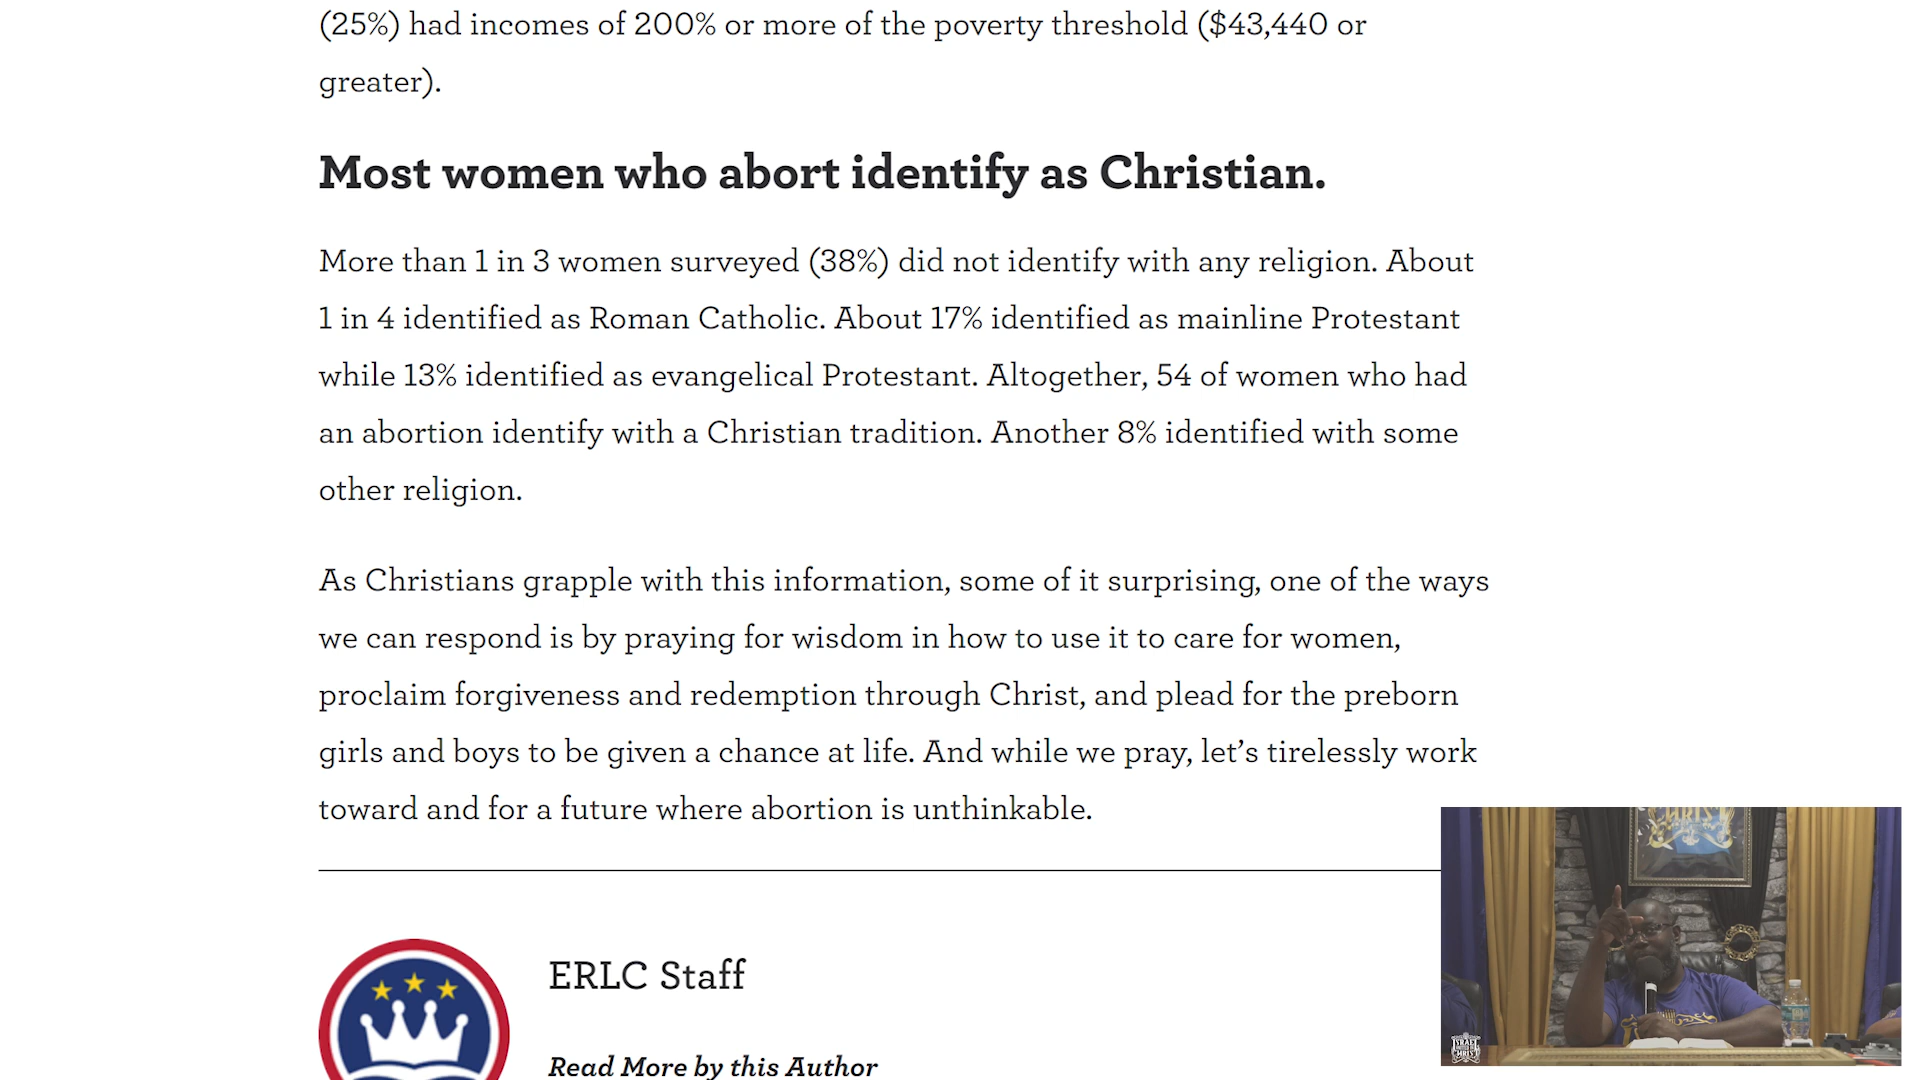 (25%) had incomes of 200% or more of the poverty threshold ($43,440 or
greater).
Most women who abort identify as Christian.
More than 1 in 3 women surveyed (38%) did not identify with any religion. About
1 in 4 identified as Roman Catholic. About 17% identified as mainline Protestant
while 13% identified as evangelical Protestant. Altogether, 54 of women who had
an abortion identify with a Christian tradition. Another 8% identified with some
other religion.
As Christians grapple with this information, some of it surprising, one of the ways
we can respond is by praying for wisdom in how to use it to care for women,
proclaim forgiveness and redemption through Christ, and plead for the preborn
girls and boys to be given a chance at life. And while we pray, let’s tirelessly work
toward and for a future where abortion is unthinkable.
ERLC Staff
Read More by this Author
CHRIST
ISRAEL
CHRIST